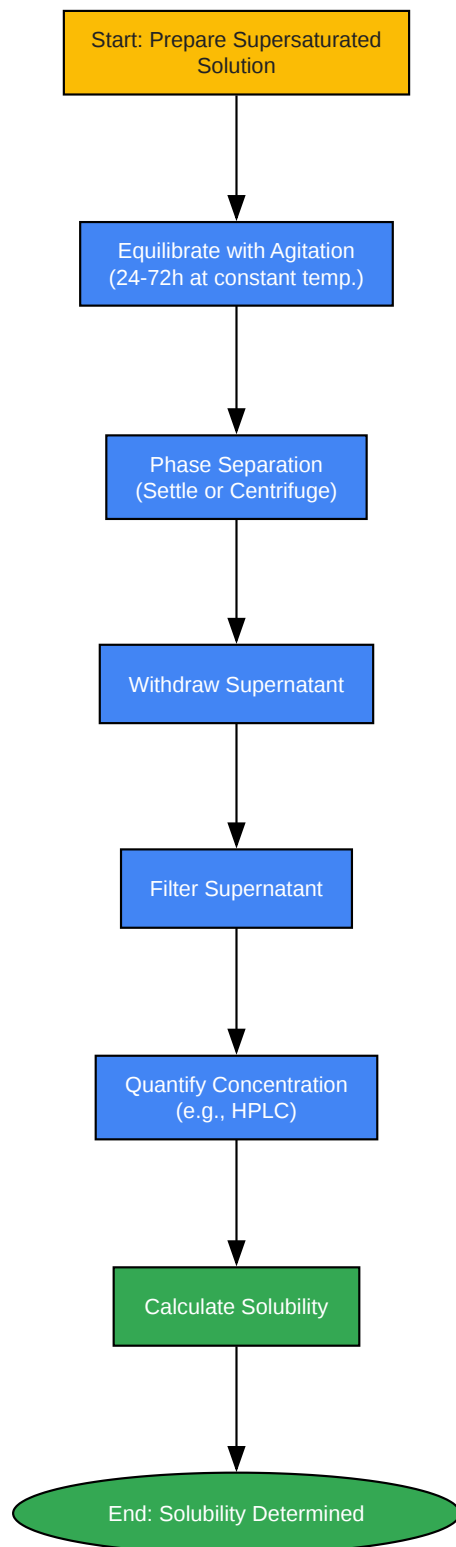 Start: Prepare Supersaturated
Solution
Equilibrate with Agitation
(24-72h at constant temp.)
Phase Separation
(Settle or Centrifuge)
Withdraw Supernatant
Filter Supernatant
Quantify Concentration
(e.g., HPLC)
Calculate Solubility
End: Solubility Determined